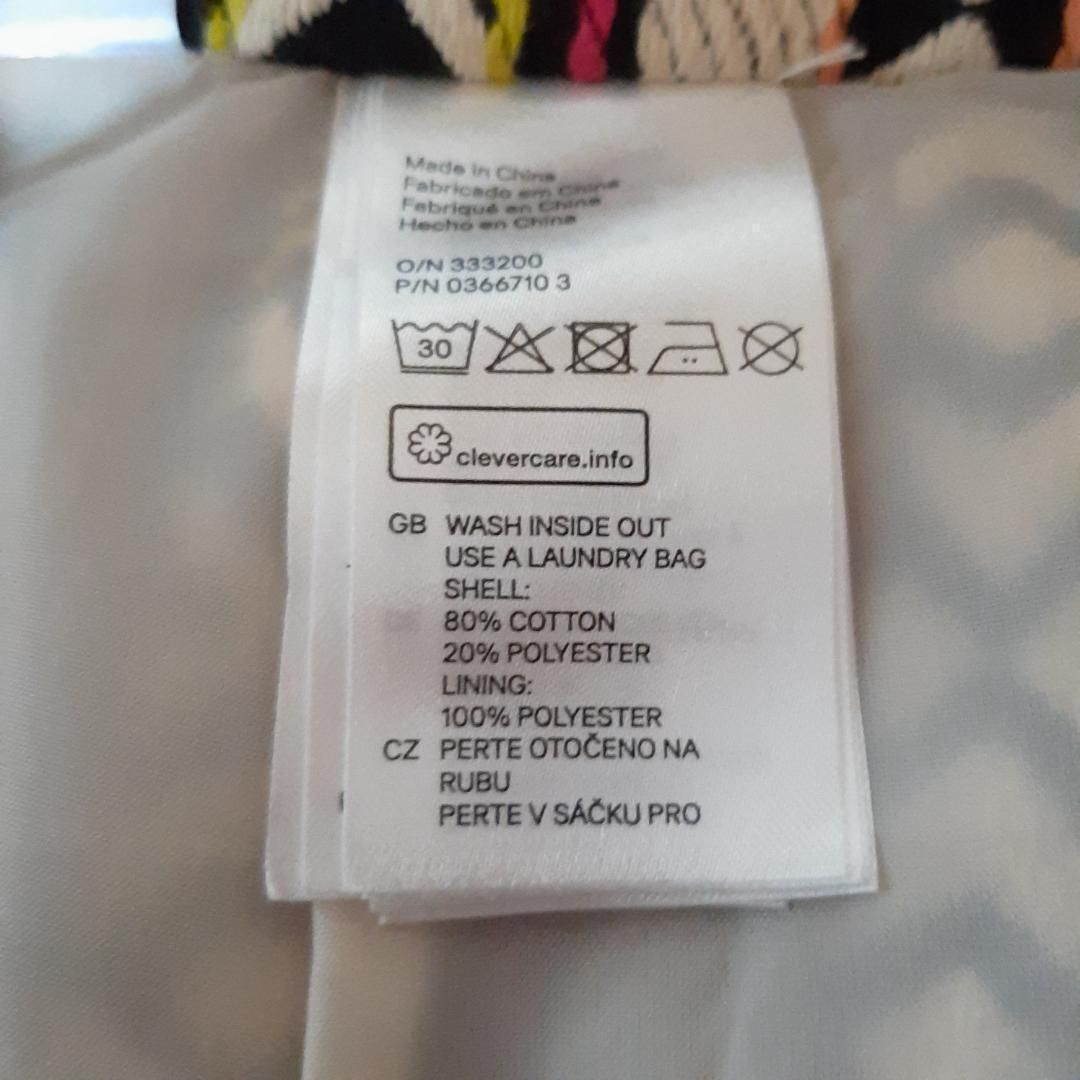 Made in China
Fabricado em China
Fabriqué en Chine
Hecho en China
O/N 333200
P/N 0366710 3
30
clevercare.info
GB WASH INSIDE OUT
USE A LAUNDRY BAG
SHELL:
80% COTTON
20% POLYESTER
LINING:
100% POLYESTER
CZ PERTE OTOČENO NA
RUBU
PERTE V SÁČKU PRO